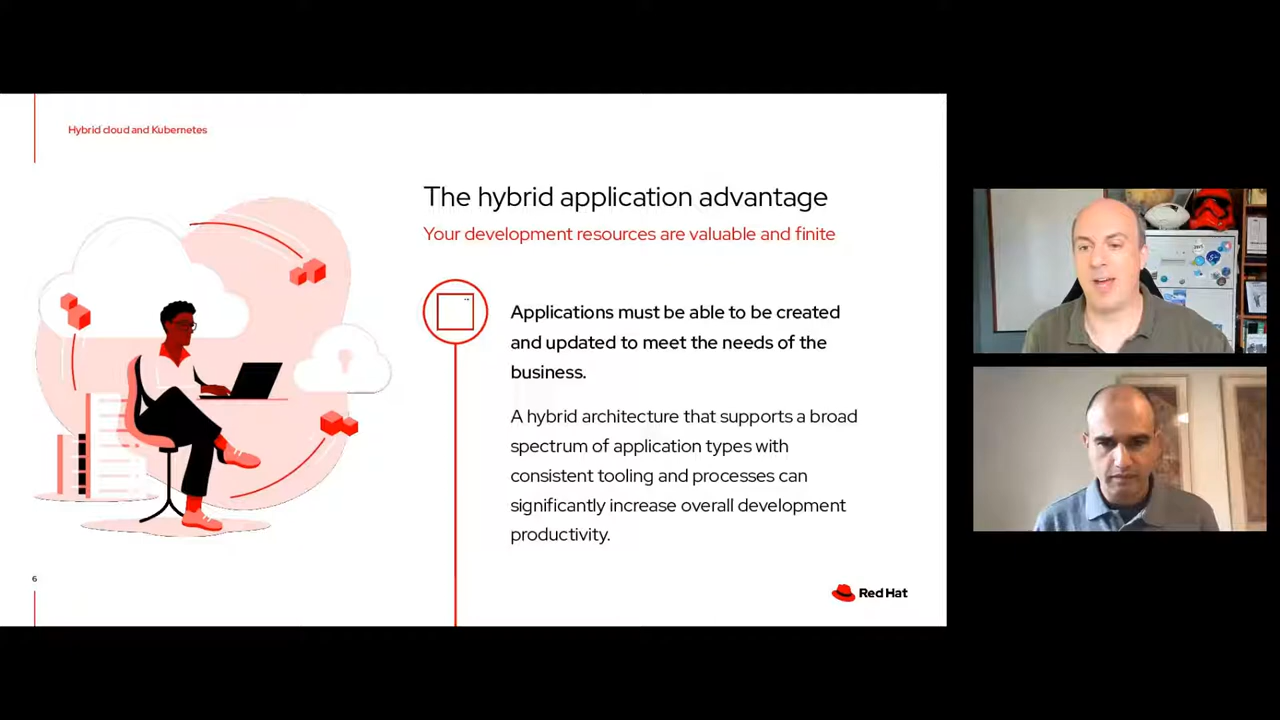 Hybrid cloud and Kubernetes
The hybrid application advantage
Your development resources are valuable and finite
Applications must be able to be created
and updated to meet the needs of the
business.
A hybrid architecture that supports a broad
spectrum of application types with
consistent tooling and processes can
significantly increase overall development
productivity.
6
Red Hat